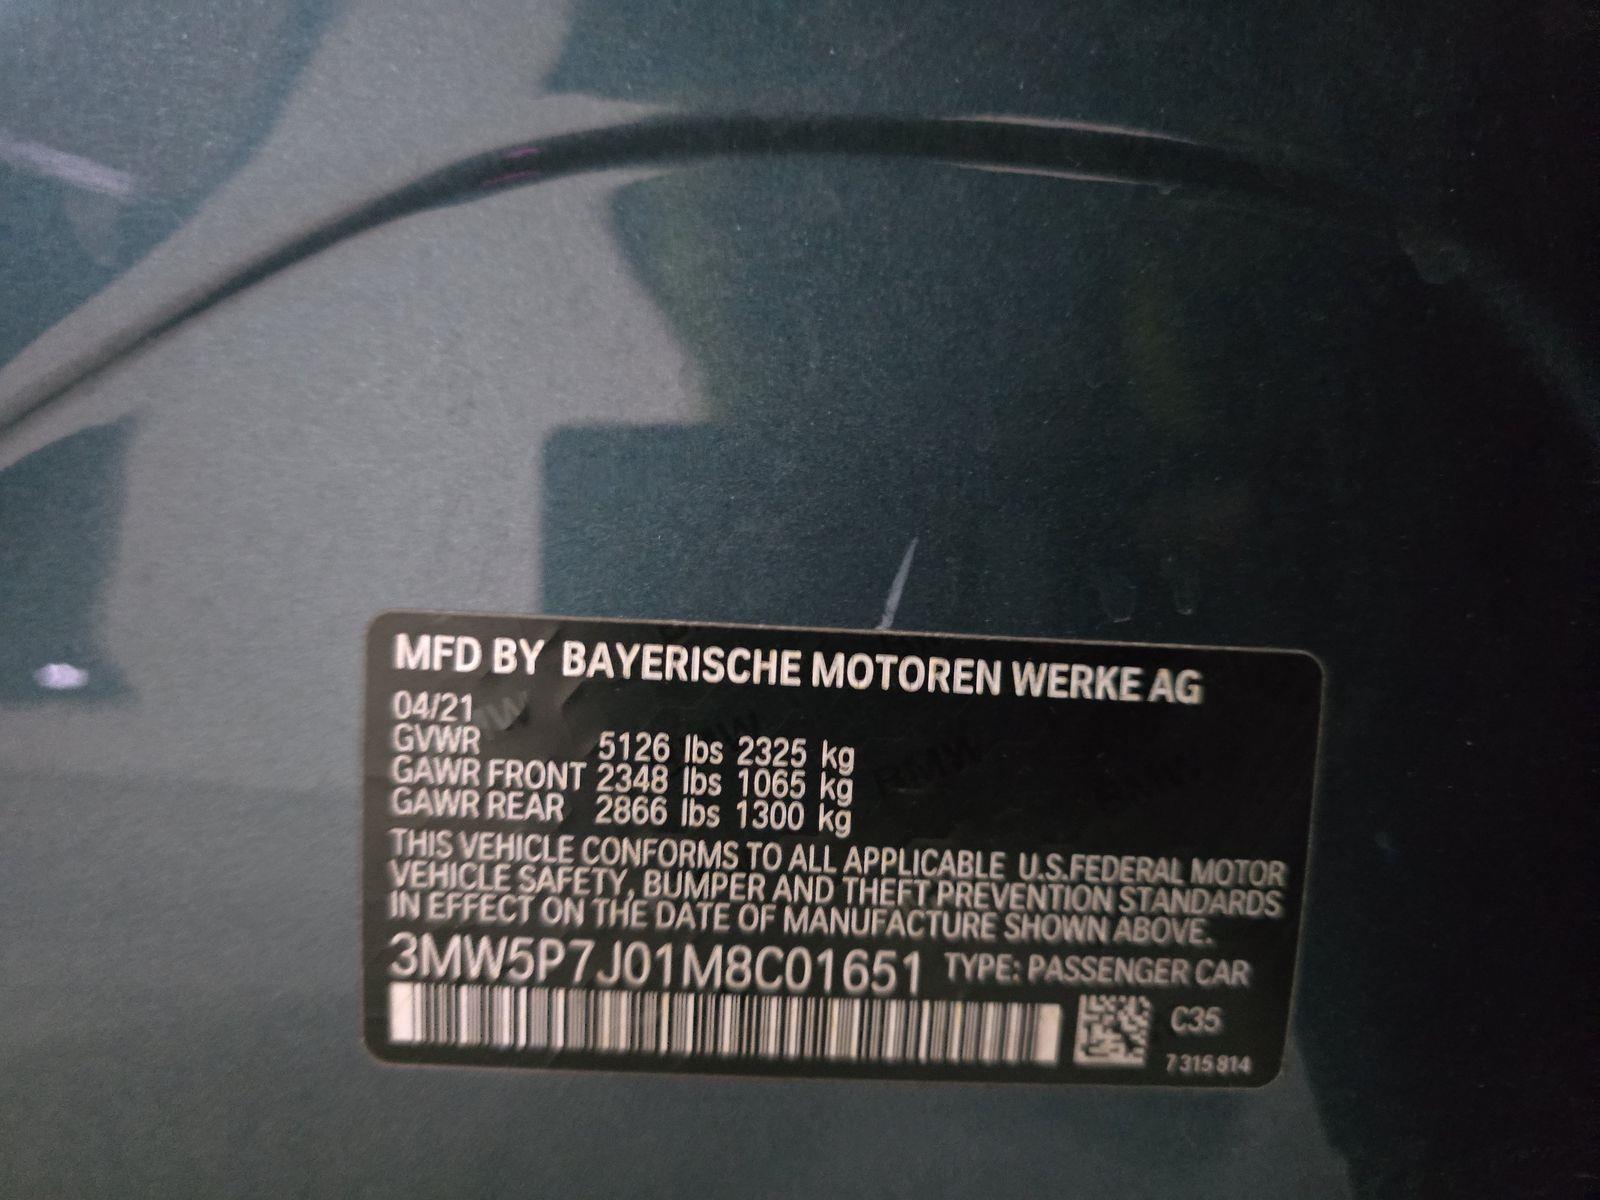 MFD BY BAYERISCHE MOTOREN WERKE AG
04/21
GVWR 5126 lbs 2325 kg
GAWR FRONT 2348 lbs 1065 kg
GAWR REAR 2866 lbs 1300 kg
THIS VEHICLE CONFORMS TO ALL APPLICABLE U.S.FEDERAL MOTOR
VEHICLE SAFETY, BUMPER AND THEFT PREVENTION STANDARDS
IN EFFECT ON THE DATE OF MANUFACTURE SHOWN ABOVE.
3MW5P7J01M8C01651 TYPE: PASSENGER CAR
C35
7 315 814